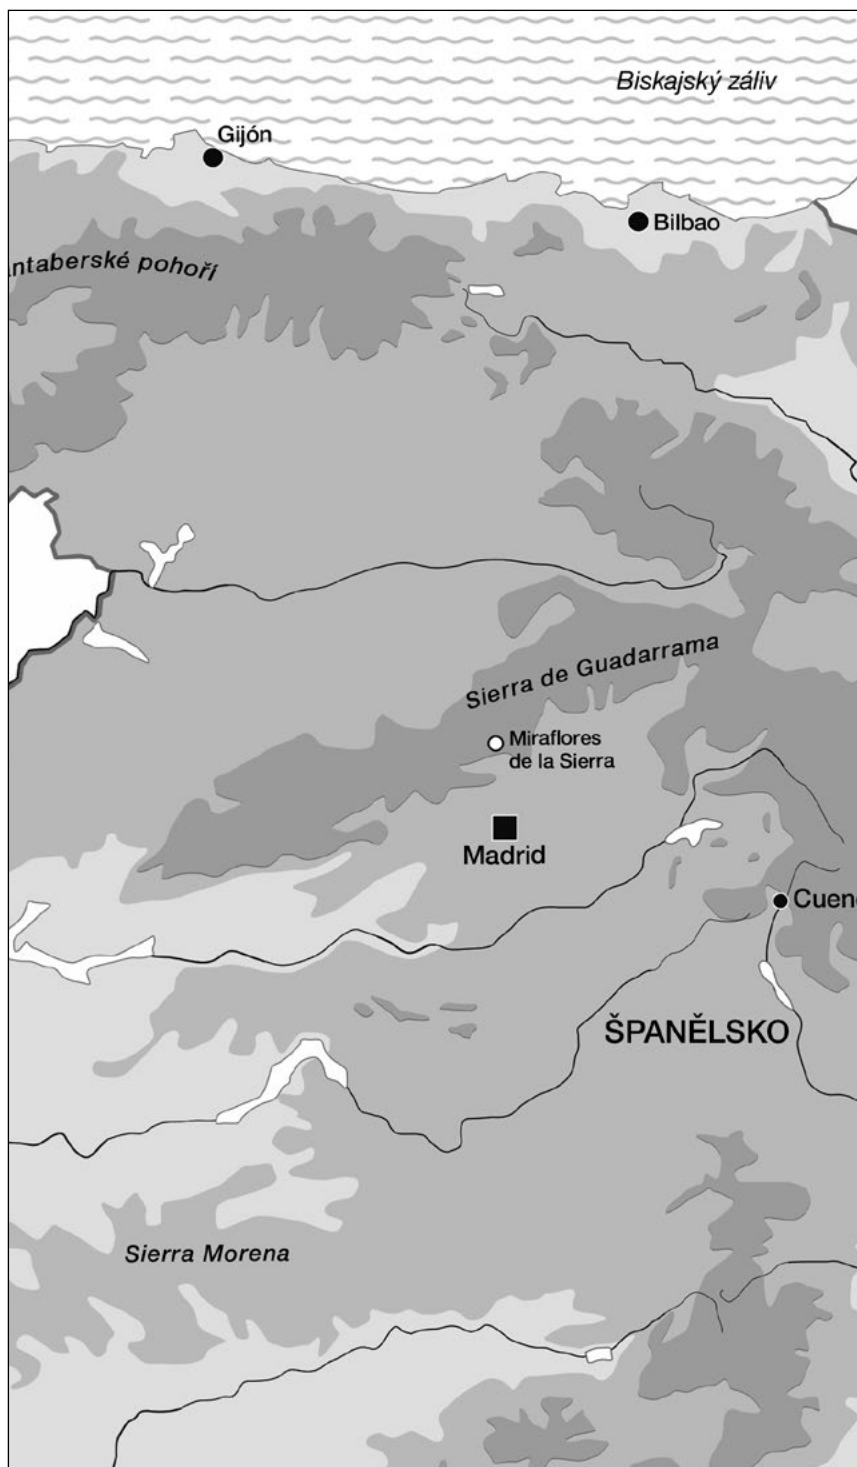 Biskajský záliv
Gijón
Bilbao
antaberské pohoří
Sierra de Guadarrama
Miraflores
de la Sierra
Madrid
Cuen
ŠPANĚLSKO
Sierra Morena